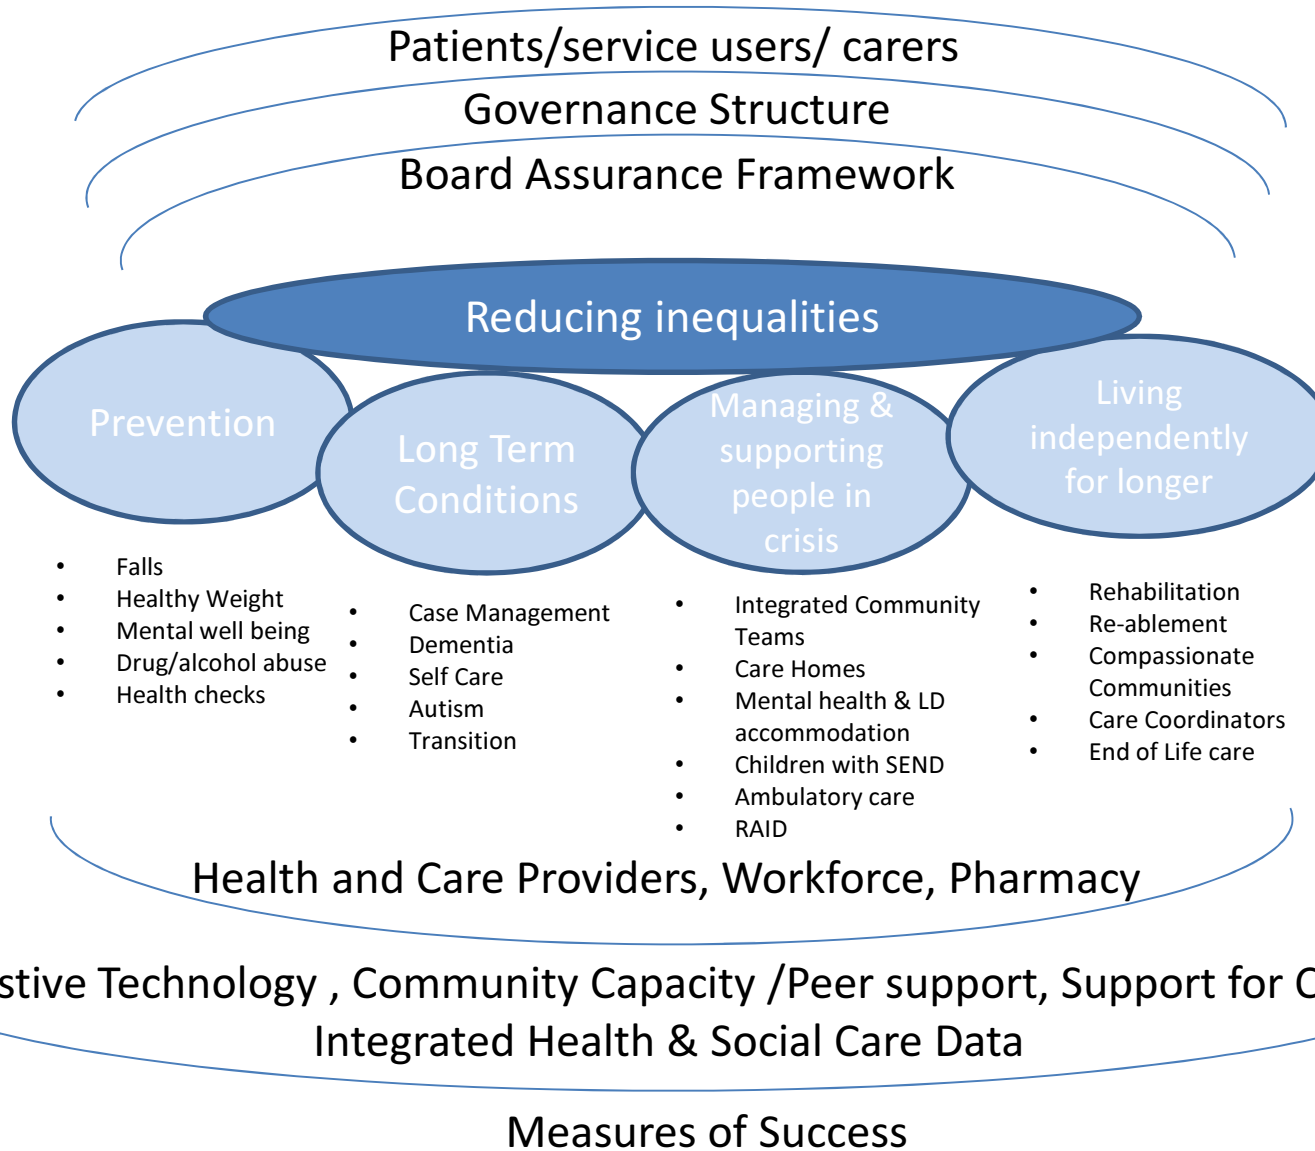 Patients/service users/ carers
Governance Structure
Board Assurance Framework
Reducing inequalities
Prevention
Long Term
Conditions
Managing &
supporting
people in
crisis
Living
independently
for longer
• Falls
• Healthy Weight
• Mental well being
• Drug/alcohol abuse
• Health checks
• Case Management
• Dementia
• Self Care
• Autism
• Transition
• Integrated Community
Teams
• Care Homes
• Mental health & LD
accommodation
• Children with SEND
• Ambulatory care
• RAID
• Rehabilitation
• Re-ablement
• Compassionate
Communities
• Care Coordinators
• End of Life care
Health and Care Providers, Workforce, Pharmacy
stive Technology , Community Capacity /Peer support, Support for
Integrated Health & Social Care Data
Measures of Success